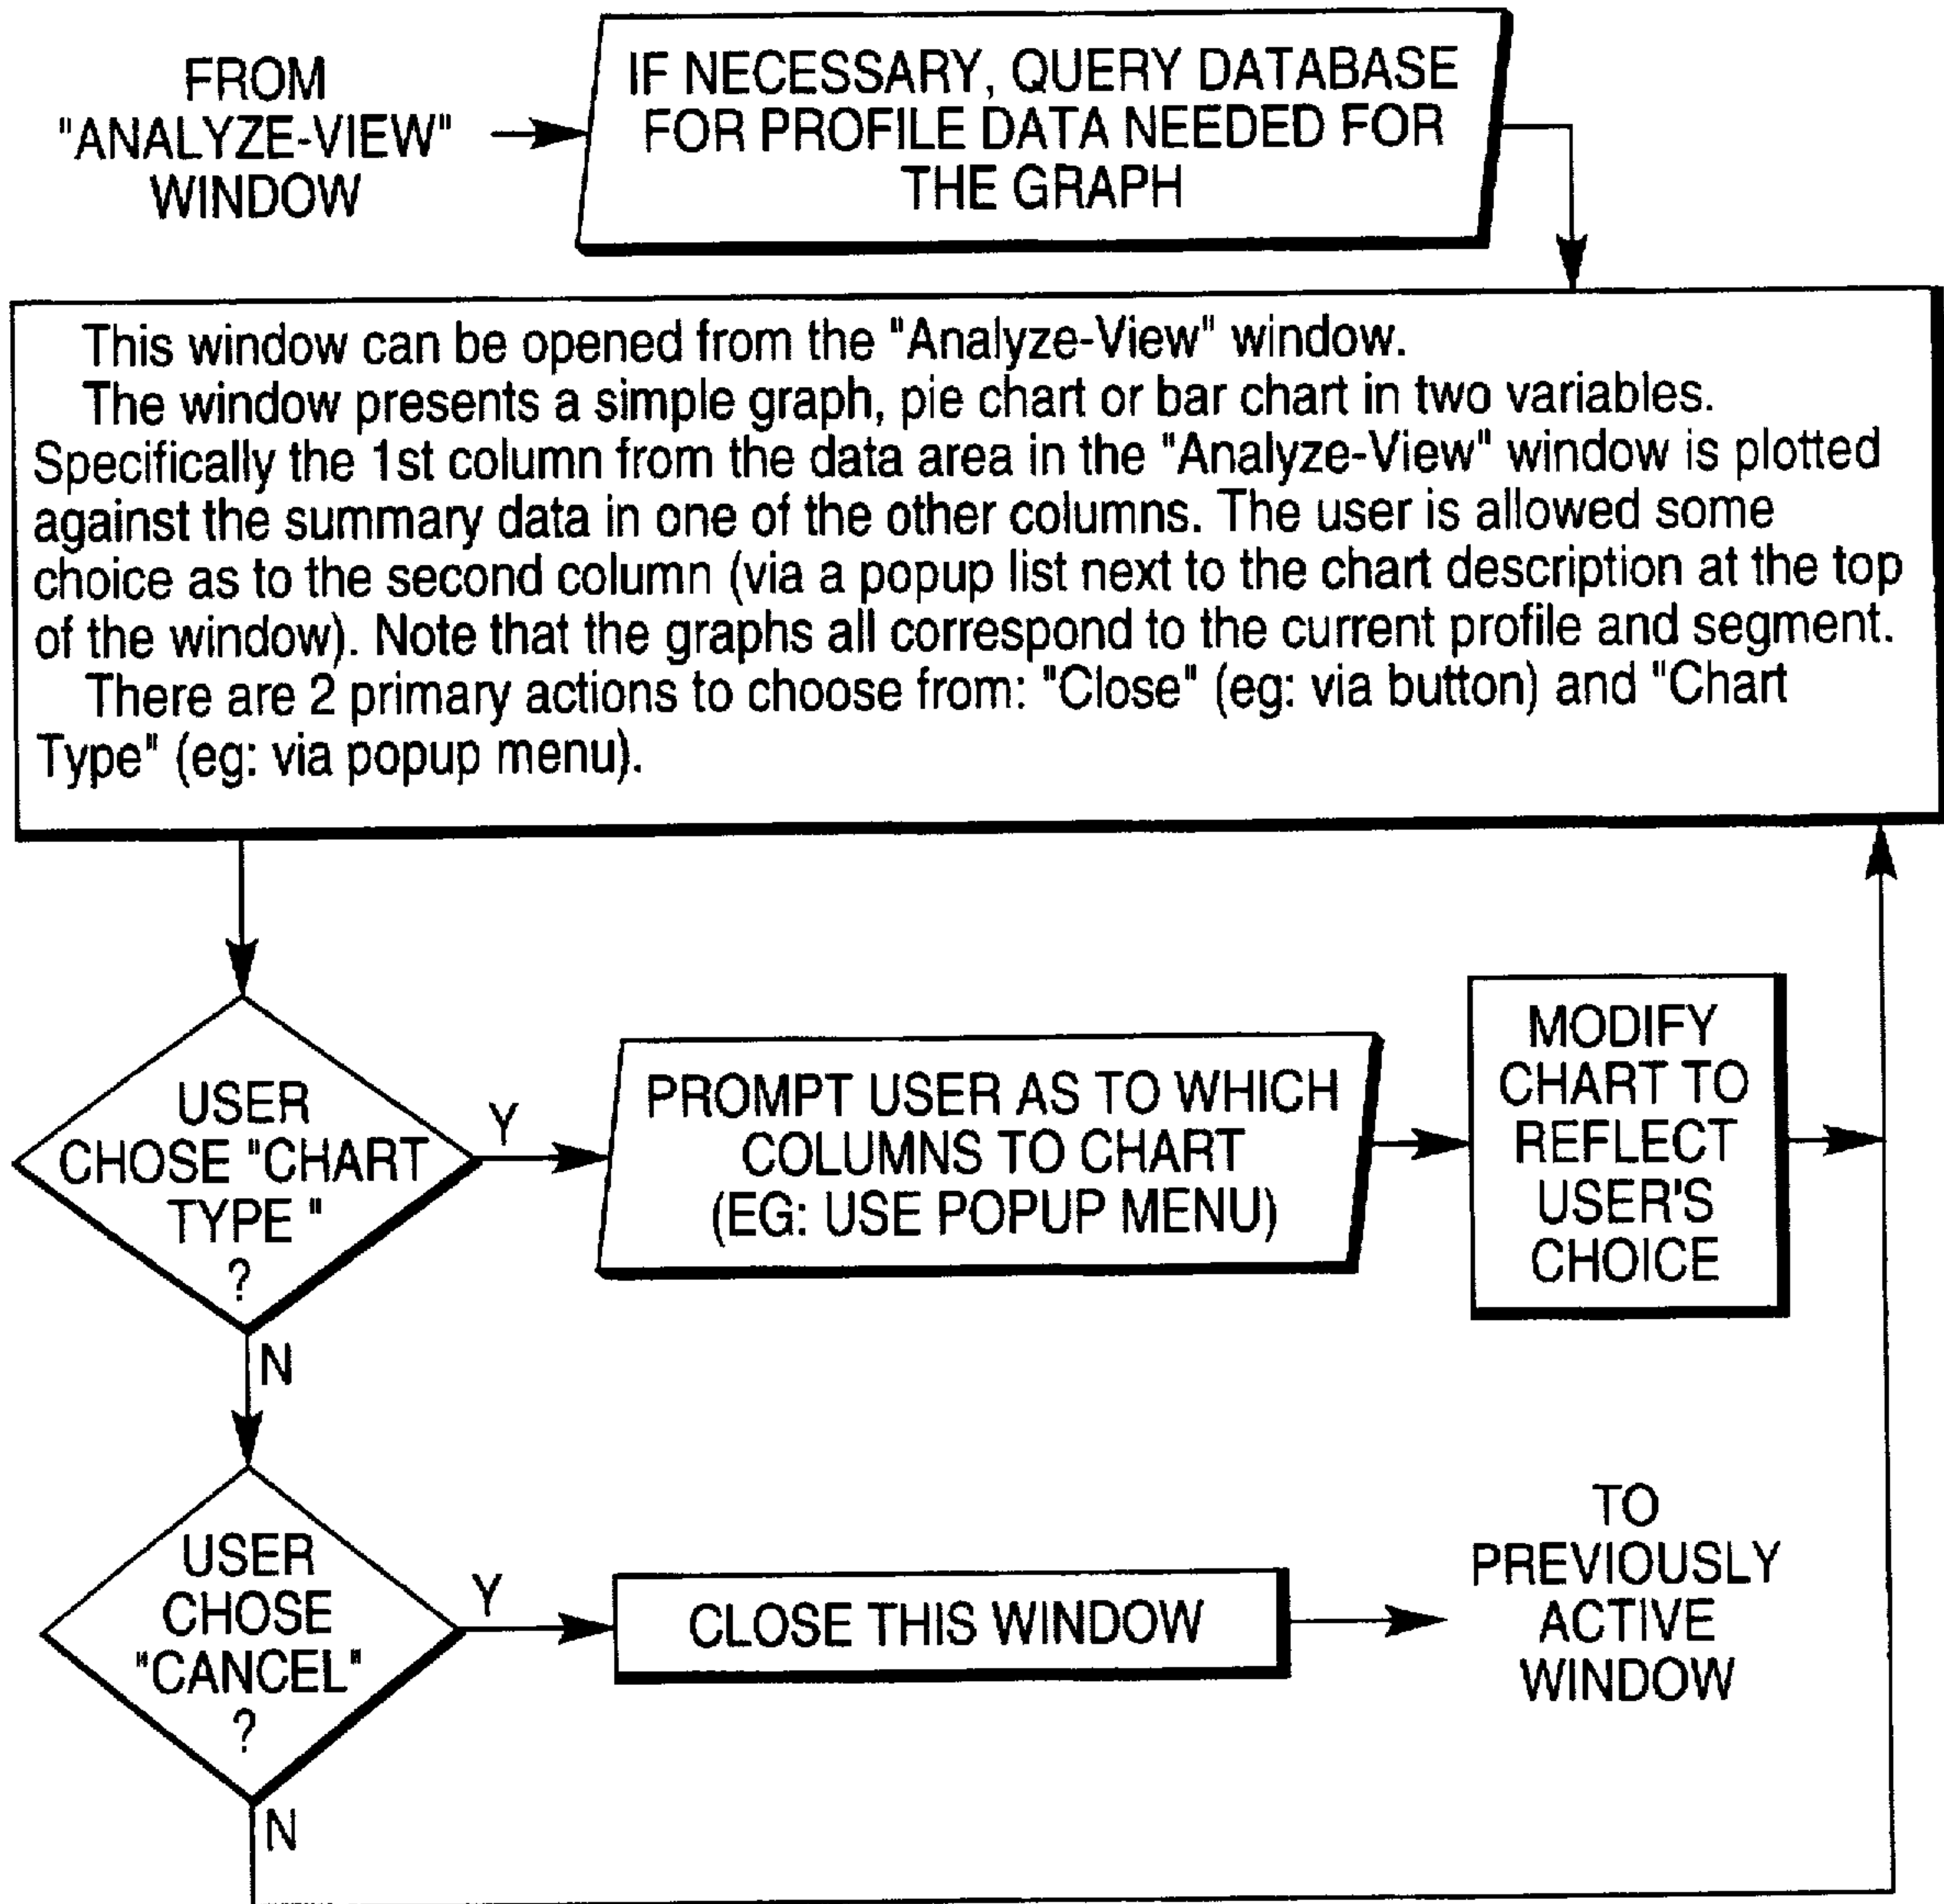 FROM
"ANALYZE-VIEW"
WINDOW
IF NECESSARY, QUERY DATABASE
FOR PROFILE DATA NEEDED FOR
THE GRAPH
This window can be opened from the "Analyze-View" window.
The window presents a simple graph, pie chart or bar chart in two variables.
Specifically the 1st column from the data area in the "Analyze-View" window is plotted
against the summary data in one of the other columns. The user is allowed some
choice as to the second column (via a popup list next to the chart description at the top
of the window). Note that the graphs all correspond to the current profile and segment.
There are 2 primary actions to choose from: "Close" (eg: via button) and "Chart
Type" (eg: via popup menu).
USER
CHOSE "CHART
TYPE "
?
Y
PROMPT USER AS TO WHICH
COLUMNS TO CHART
(EG: USE POPUP MENU)
MODIFY
CHART TO
REFLECT
USER'S
CHOICE
N
USER
CHOSE
"CANCEL"
?
Y
CLOSE THIS WINDOW
TO
PREVIOUSLY
ACTIVE
WINDOW
N